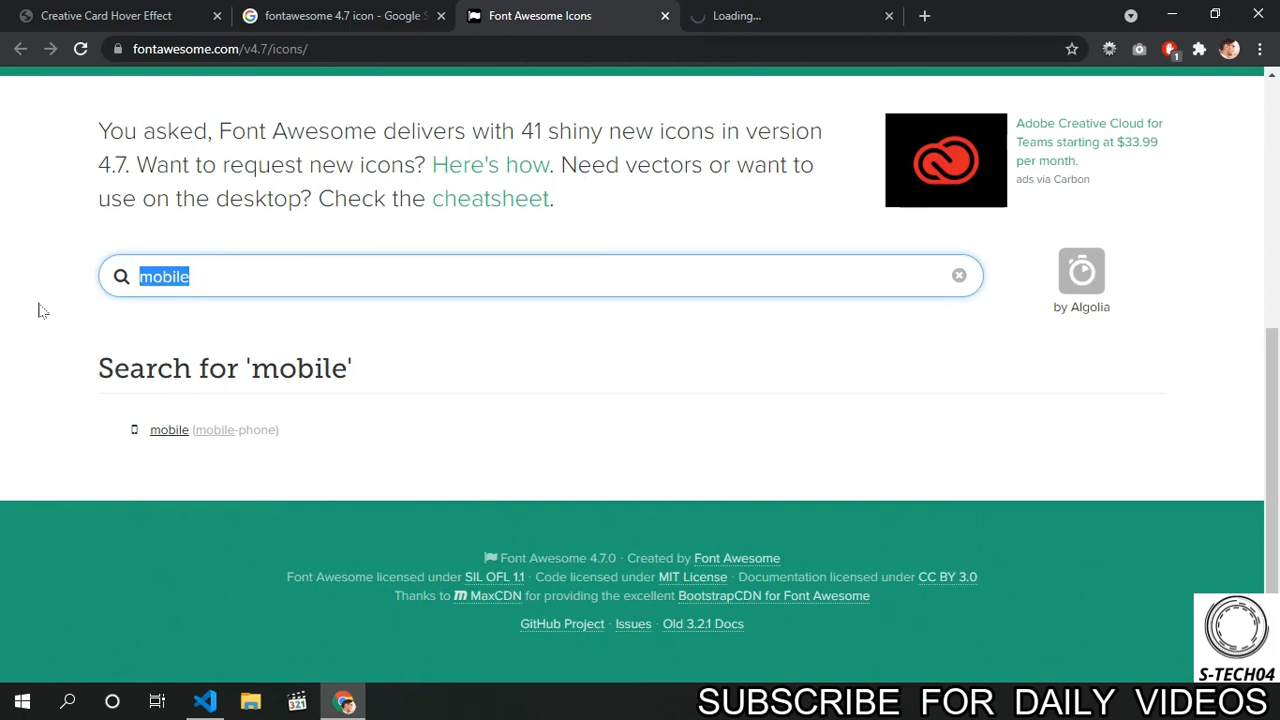 Creative Card Hover Effect
fontawesome 4.7 icon - Google S
Font Awesome Icons
Loading...
fontawesome.com/v4.7/icons/
1
You asked, Font Awesome delivers with 41 shiny new icons in version
4.7. Want to request new icons? Here's how. Need vectors or want to
use on the desktop? Check the cheatsheet.
Adobe Creative Cloud for
Teams starting at $33.99
per month.
ads via Carbon
mobile
by Algolia
Search for 'mobile'
mobile (mobile-phone)
Font Awesome 4.7.0 · Created by Font Awesome
Font Awesome licensed under SIL OFL 1.1 · Code licensed under MIT License · Documentation licensed under CC BY 3.0
Thanks to MaxCDN for providing the excellent BootstrapCDN for Font Awesome
GitHub Project · Issues · Old 3.2.1 Docs
321
S-TECH04
SUBSCRIBE FOR DAILY VIDEOS